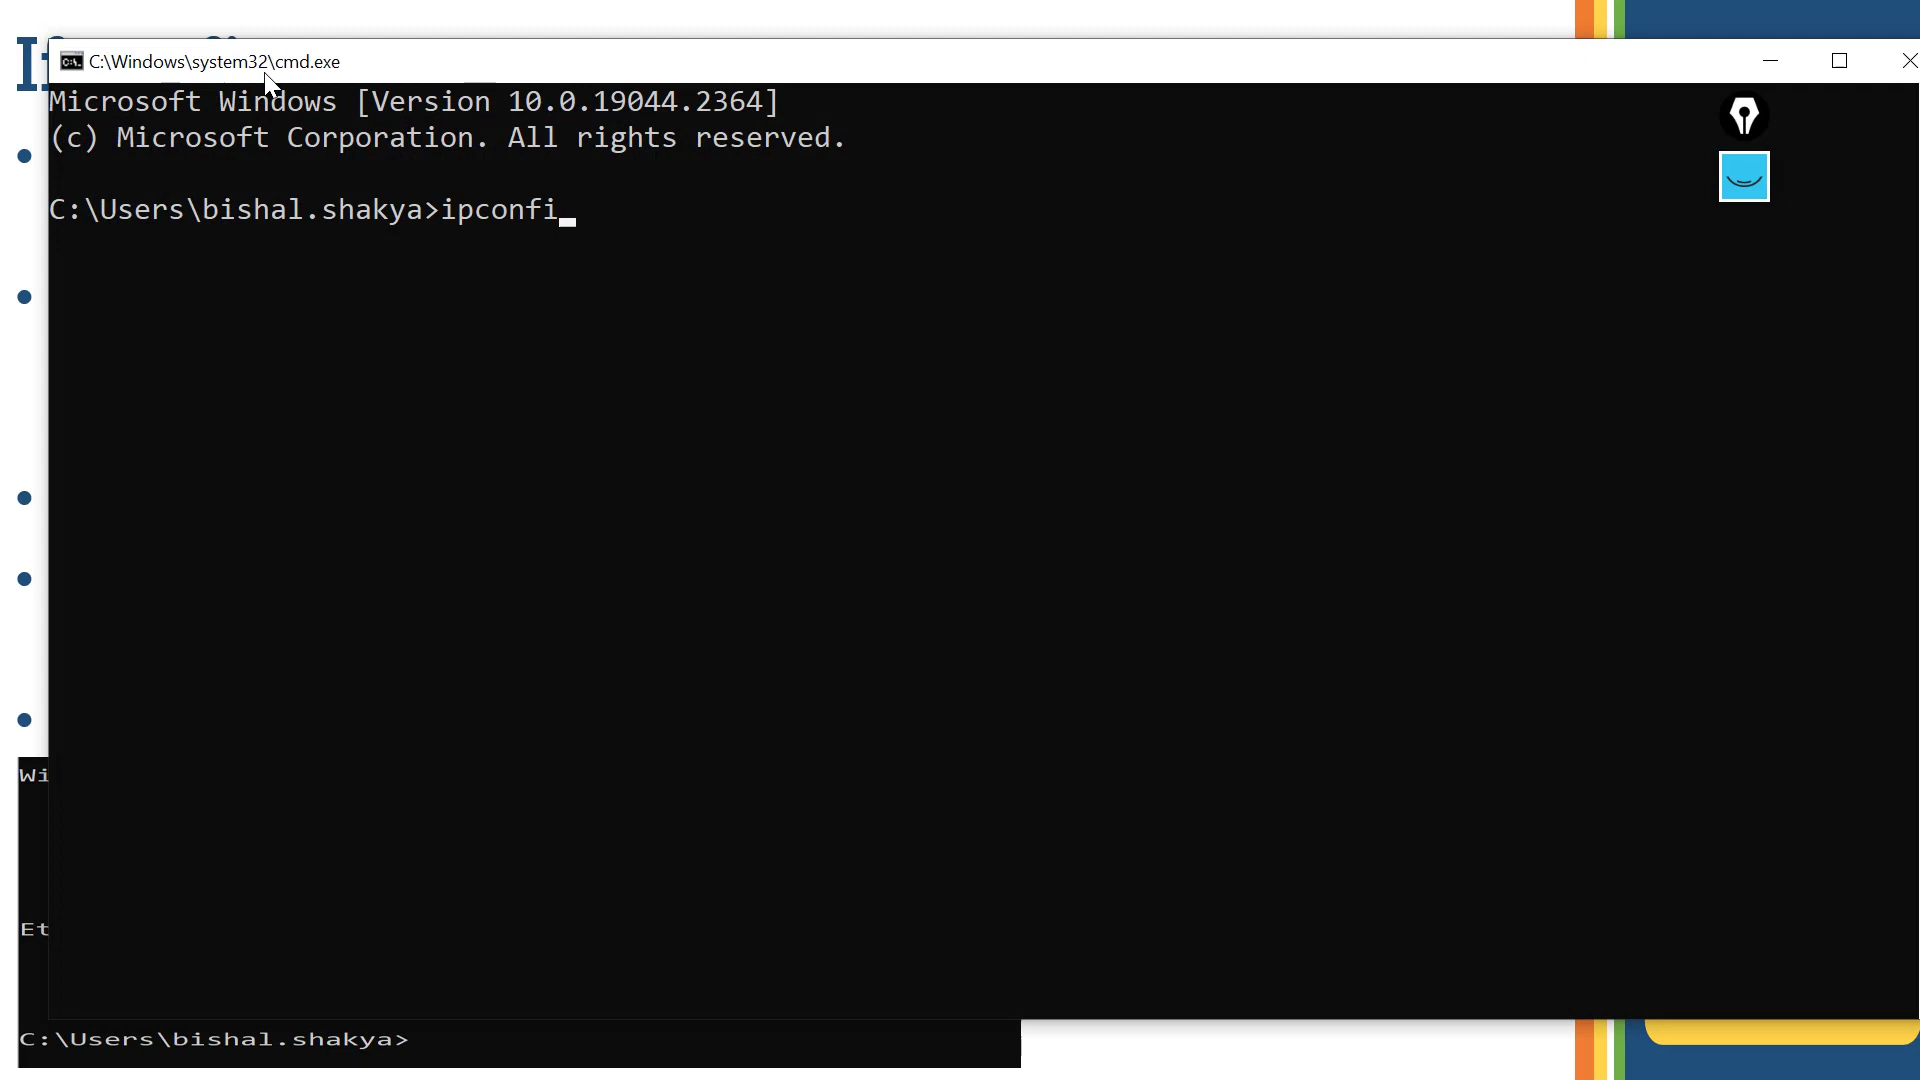 C:\Windows\system32\cmd.exe
Microsoft Windows [Version 10.0.19044.2364]
(c) Microsoft Corporation. All rights reserved.
C:\Users\bishal.shakya>ipconfi
Wi
Et
C:\Users\bishal.shakya>